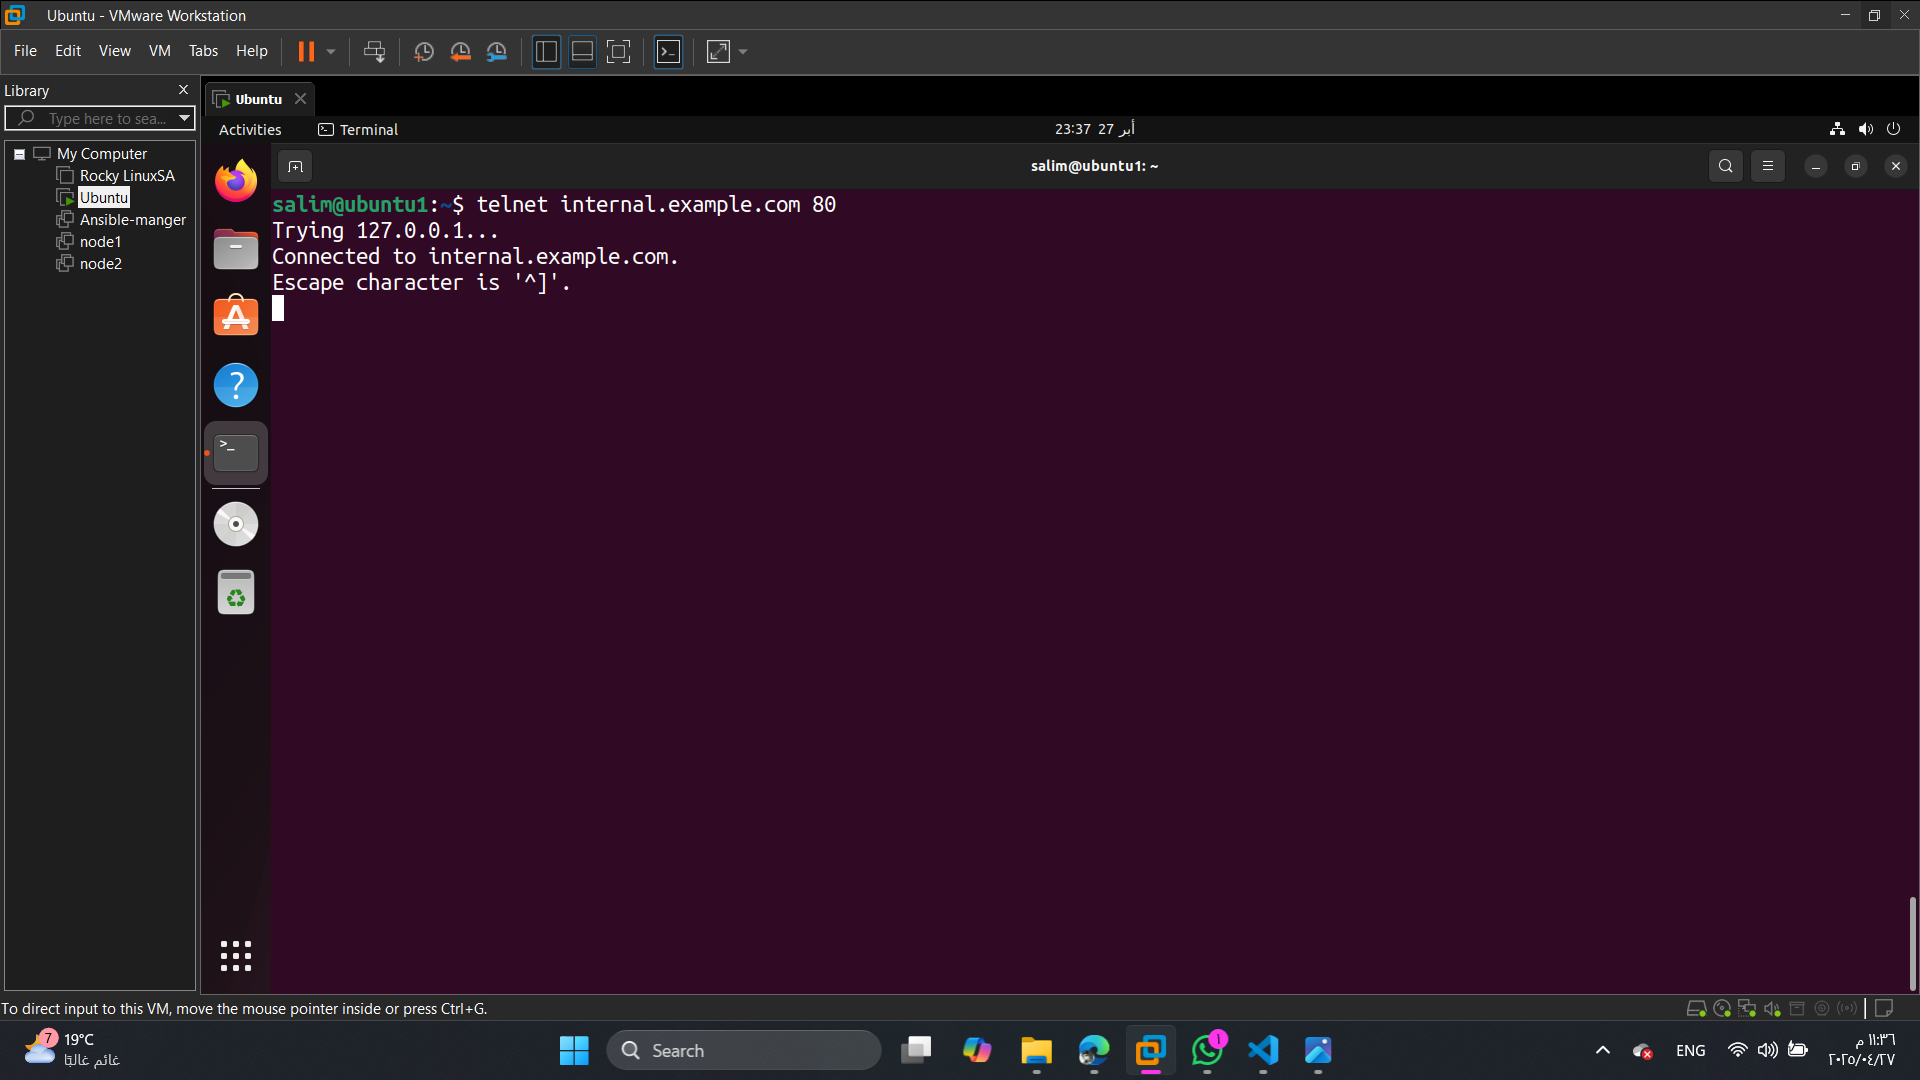 Ubuntu - VMware Workstation
File Edit View VM Tabs Help
Library
Type here to sea...
My Computer
Rocky LinuxSA
Ubuntu
Ansible-manger
node1
node2
Ubuntu
Activities Terminal
23:37 27 أبر
salim@ubuntu1: ~
salim@ubuntu1:~$ telnet internal.example.com 80
Trying 127.0.0.1...
Connected to internal.example.com.
Escape character is '^]'.
To direct input to this VM, move the mouse pointer inside or press Ctrl+G.
7
19°C
غائم غالبًا
Search
١
ENG
١١:٣٦ م
٢٠٢٥/٠٤/٢٧